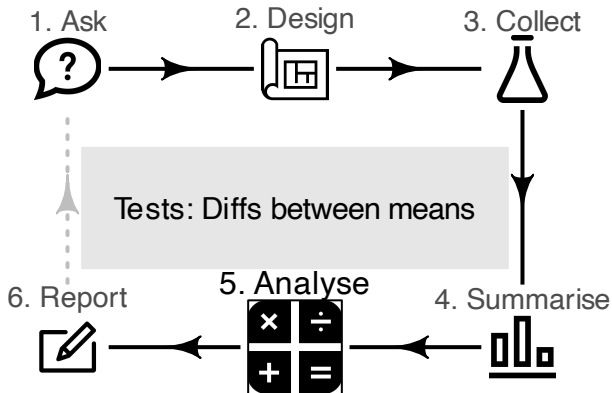 1. Ask
2. Design
3. Collect
?
Tests: Diffs between means
6. Report
5. Analyse
4. Summarise
× ÷
+ =